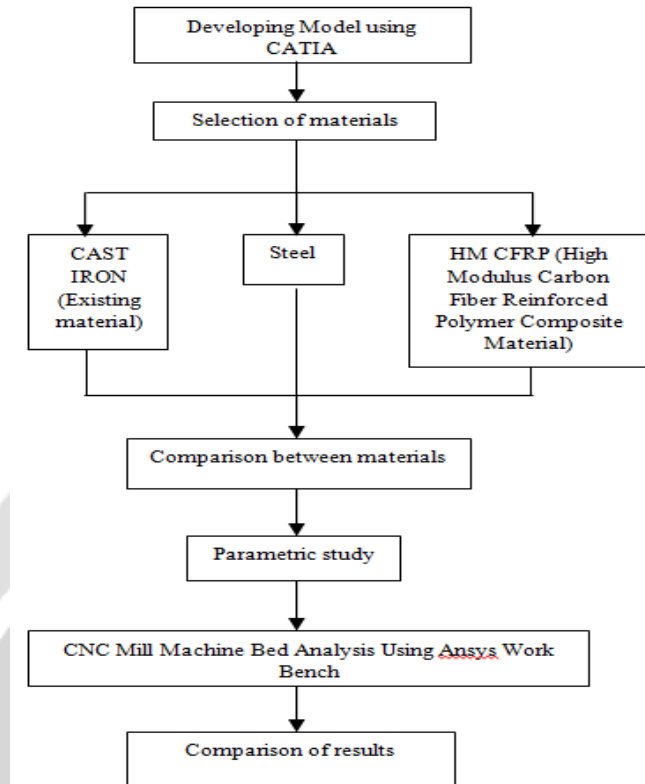 Developing Model using
CATIA
Selection of materials
CAST
IRON
(Existing
material)
Steel
HM CFRP (High
Modulus Carbon
Fiber Reinforced
Polymer Composite
Material)
Comparison between materials
Parametric study
CNC Mill Machine Bed Analysis Using Ansys Work
Bench
Comparison of results